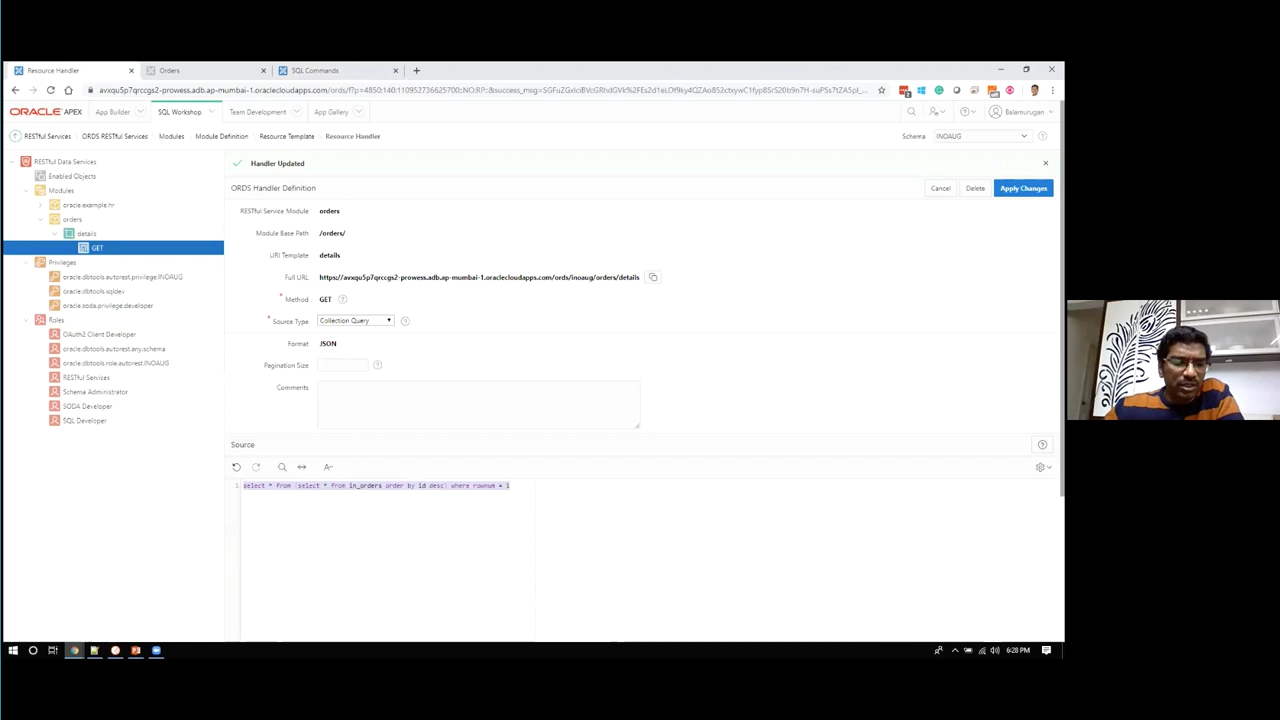 Resource Handler
Orders
SQL Commands
ORACLE APEX
App Builder
SQL Workshop
Team Development
App Gallery
Balamurugan
RESTful Services
ORDS RESTful Services
Modules
Module Definition
Resource Template
Resource Handler
Schema
INOAUG
RESTful Data Services
Enabled Objects
Modules
oracle.example.hr
orders
details
GET
Privileges
oracle.dbtools.autorest.privilege.INOAUG
oracle.dbtools.sqldev
oracle.soda.privilege.developer
Roles
OAuth2 Client Developer
oracle.dbtools.autorest.any.schema
oracle.dbtools.role.autorest.INOAUG
RESTful Services
Schema Administrator
SODA Developer
SQL Developer
Handler Updated
ORDS Handler Definition
Cancel
Delete
Apply Changes
RESTful Service Module
orders
Module Base Path
/orders/
URI Template
details
Full URL
https://avxqu5p7qrccgs2-prowess.adb.ap-mumbai-1.oraclecloudapps.com/ords/inoaug/orders/details
* Method
GET
* Source Type
Collection Query
Format
JSON
Pagination Size
Comments
Source
1 select * from (select * from in_orders order by id desc) where rownum = 1
6:28 PM